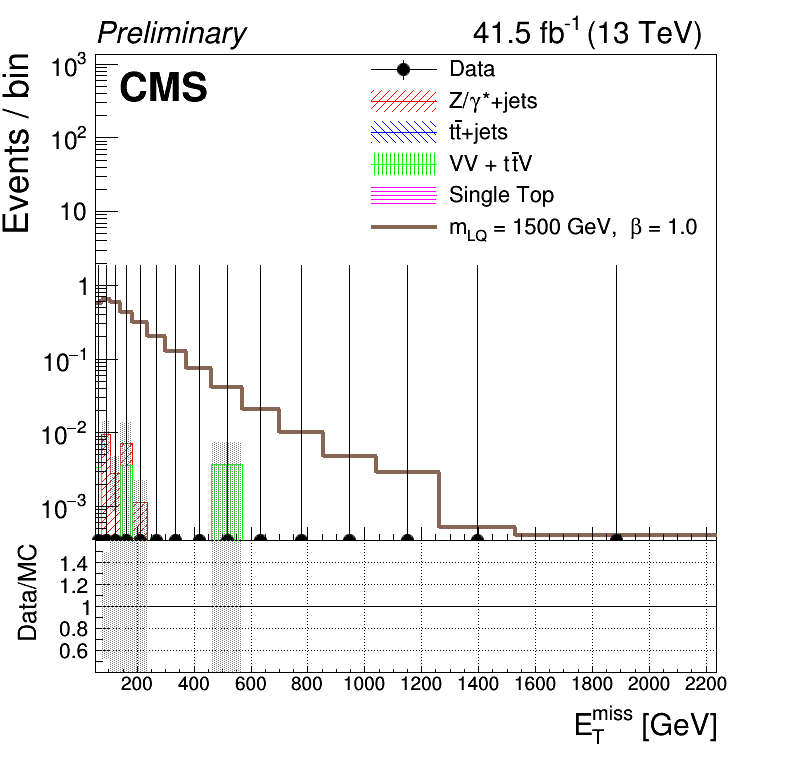 Preliminary 41.5 fb⁻¹ (13 TeV)
CMS
Events / bin
10³
10²
10
1
10⁻¹
10⁻²
10⁻³
Data
Z/γ*+jets
tt̄+jets
VV + tt̄V
Single Top
m_LQ = 1500 GeV, β = 1.0
Data/MC
1.4
1.2
1
0.8
0.6
200 400 600 800 1000 1200 1400 1600 1800 2000 2200
E_T^miss [GeV]